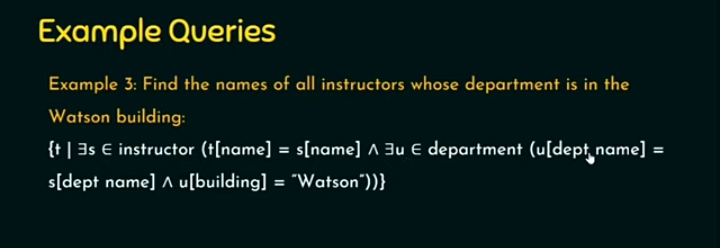 Example Queries
Example 3: Find the names of all instructors whose department is in the
Watson building:
{t | ∃s ∈ instructor (t[name] = s[name] ∧ ∃u ∈ department (u[dept name] =
s[dept name] ∧ u[building] = "Watson"))}